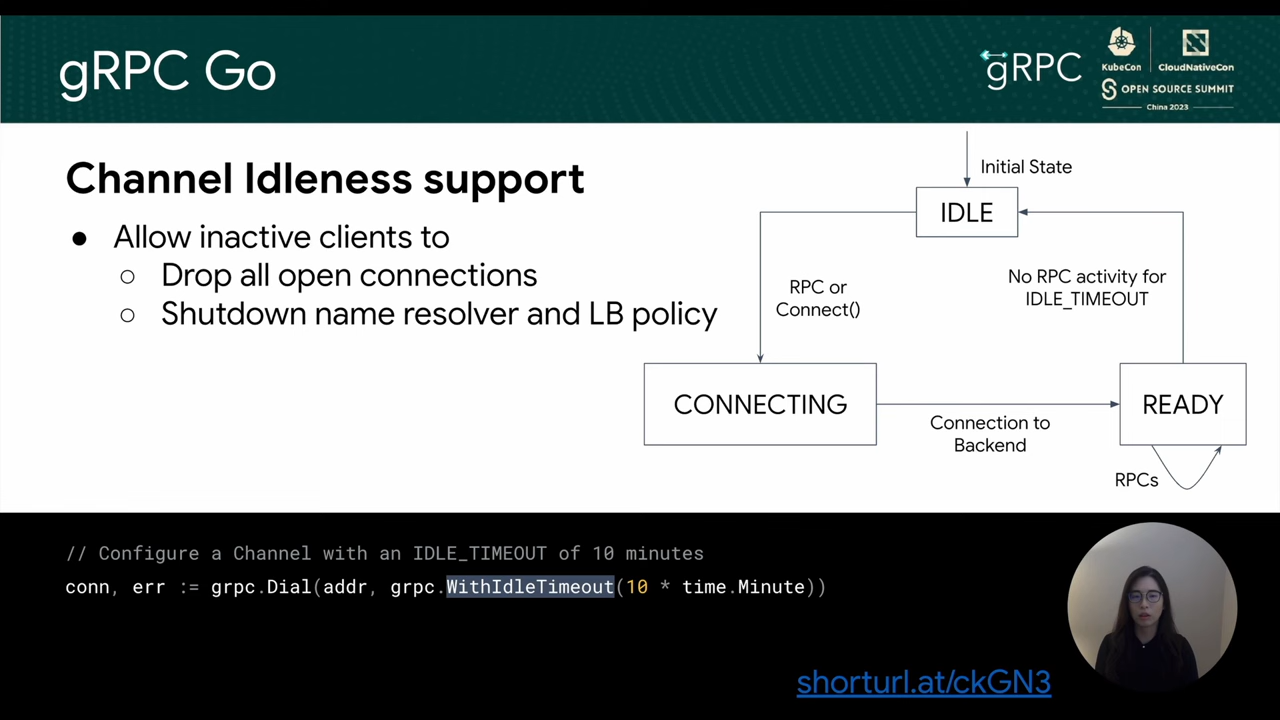 gRPC Go
gRPC
KubeCon
CloudNativeCon
OPEN SOURCE SUMMIT
China 2023
Channel Idleness support
● Allow inactive clients to
○ Drop all open connections
○ Shutdown name resolver and LB policy
Initial State
IDLE
RPC or
Connect()
No RPC activity for
IDLE_TIMEOUT
CONNECTING
READY
Connection to
Backend
RPCs
// Configure a Channel with an IDLE_TIMEOUT of 10 minutes
conn, err := grpc.Dial(addr, grpc.WithIdleTimeout(10 * time.Minute))
shorturl.at/ckGN3